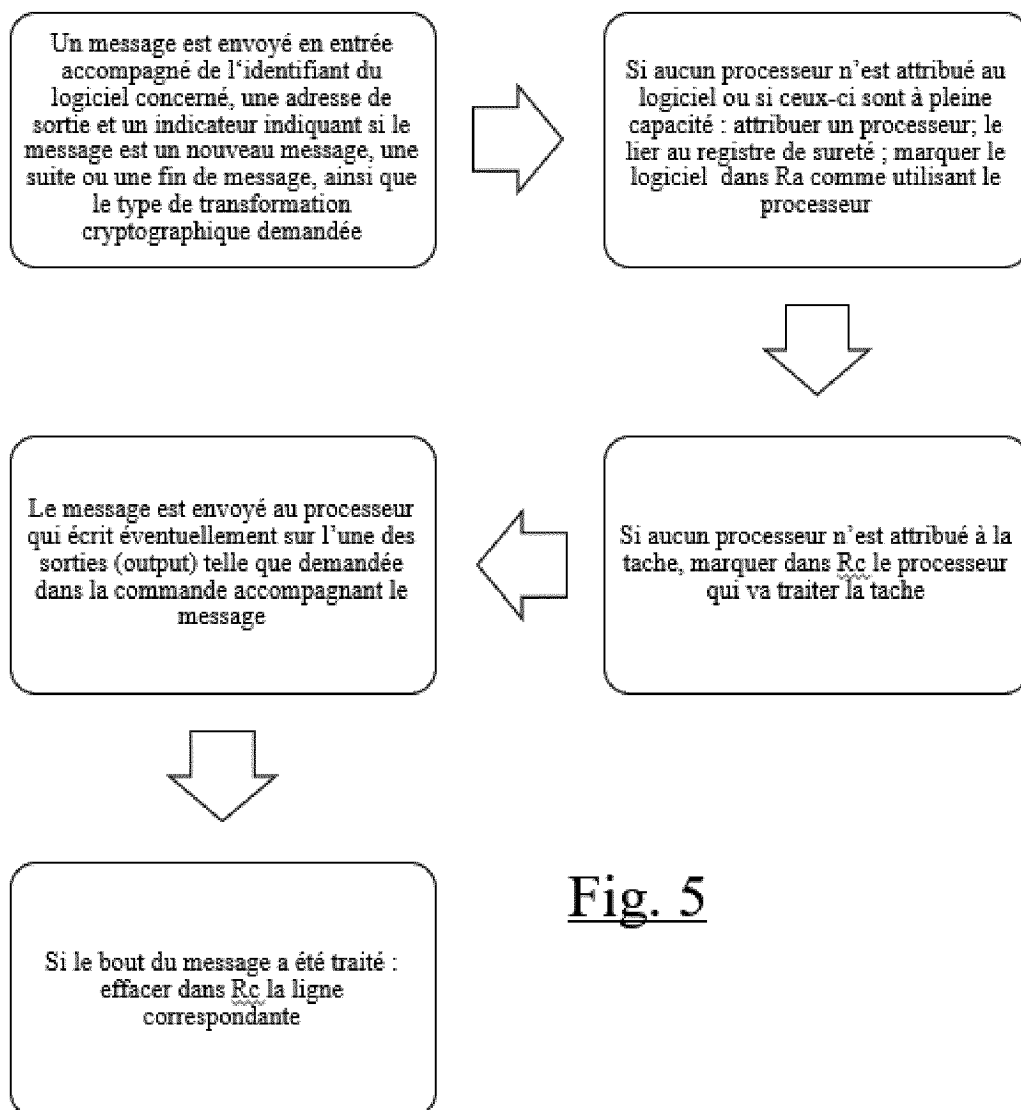 Un message est envoyé en entrée
accompagné de l'identifiant du
logiciel concerné, une adresse de
sortie et un indicateur indiquant si le
message est un nouveau message, une
suite ou une fin de message, ainsi que
le type de transformation
cryptographique demandée
Si aucun processeur n'est attribué au
logiciel ou si ceux-ci sont à pleine
capacité : attribuer un processeur; le
lier au registre de sureté ; marquer le
logiciel dans Ra comme utilisant le
processeur
Si aucun processeur n'est attribué à la
tache, marquer dans Rc le processeur
qui va traiter la tache
Le message est envoyé au processeur
qui écrit éventuellement sur l'une des
sorties (output) telle que demandée
dans la commande accompagnant le
message
Si le bout du message a été traité :
effacer dans Rc la ligne
correspondante
Fig. 5